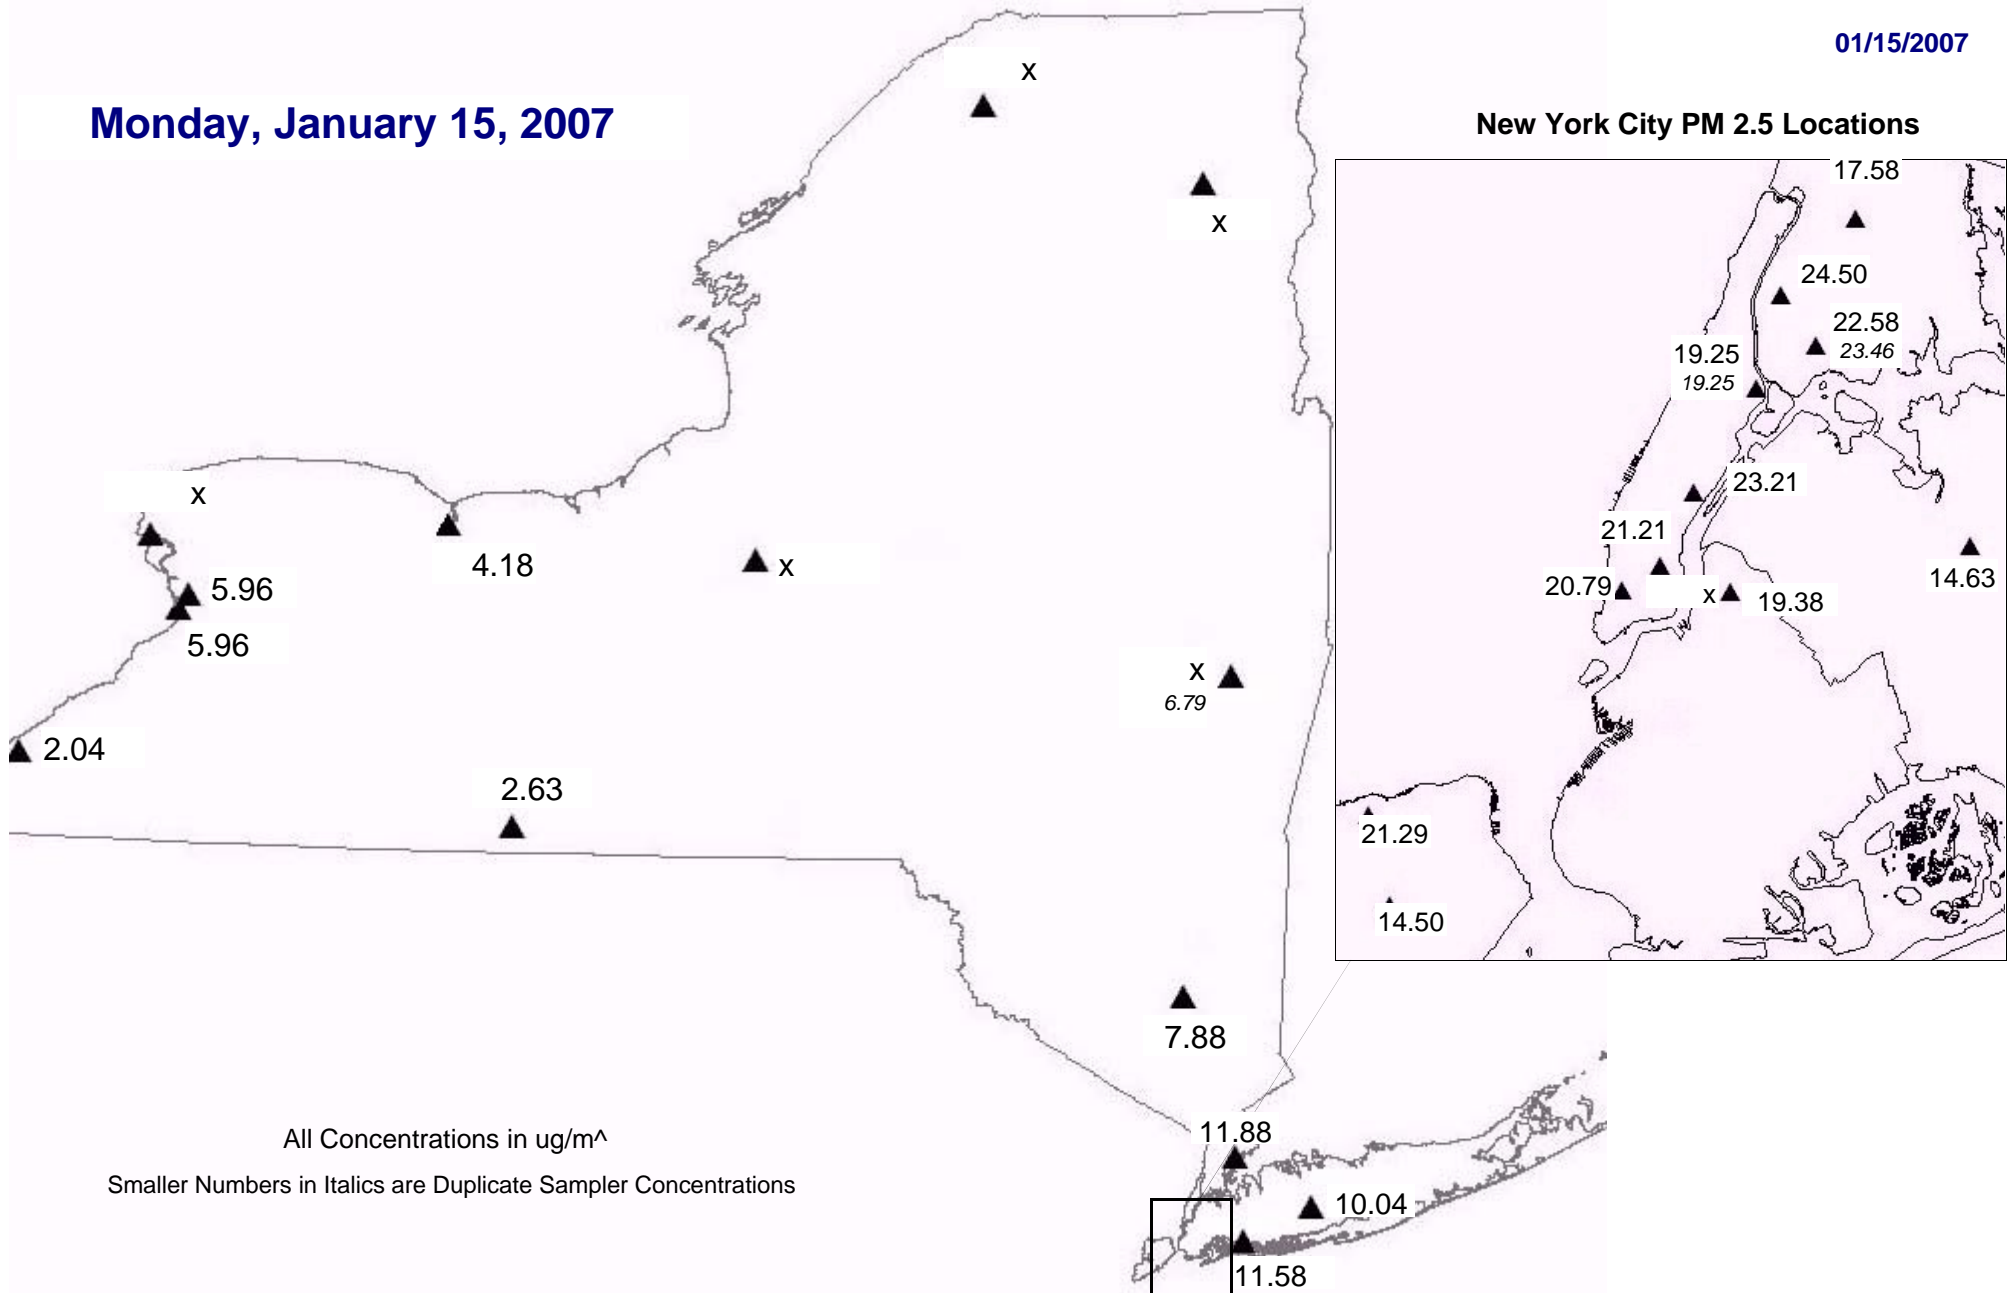 01/15/2007
Monday, January 15, 2007
New York City PM 2.5 Locations
x
x
x
4.18
x
5.96
5.96
x
6.79
2.04
2.63
7.88
11.88
10.04
11.58
17.58
24.50
22.58
23.46
19.25
19.25
23.21
21.21
14.63
20.79
x
19.38
21.29
14.50
All Concentrations in ug/m^
Smaller Numbers in Italics are Duplicate Sampler Concentrations